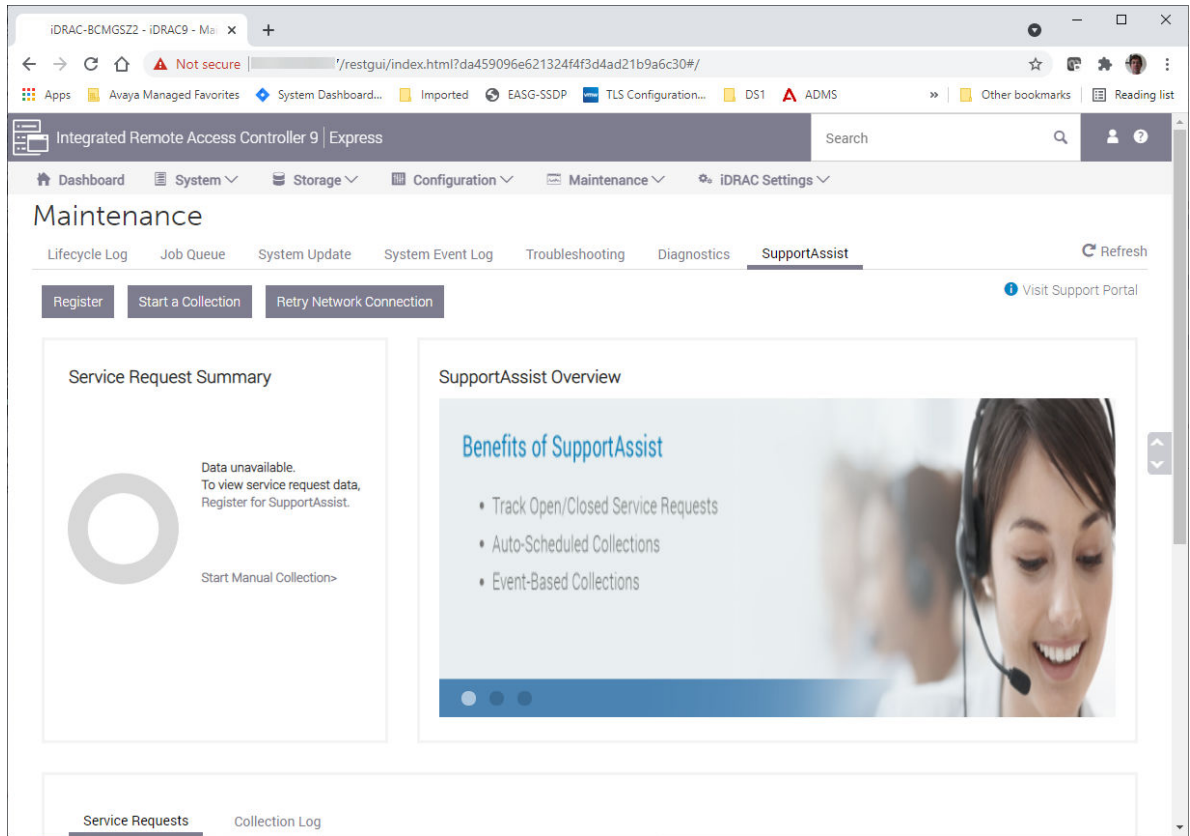 iDRAC-BCMGSZ2 - iDRAC9 - Mai
Not secure
/restgui/index.html?da459096e621324f4f3d4ad21b9a6c30#/
Apps Avaya Managed Favorites System Dashboard... Imported EASG-SSDP vmw TLS Configuration... DS1 ADMS » Other bookmarks Reading list
Integrated Remote Access Controller 9 | Express Search
Dashboard System Storage Configuration Maintenance iDRAC Settings
Maintenance
Lifecycle Log Job Queue System Update System Event Log Troubleshooting Diagnostics SupportAssist Refresh
Register Start a Collection Retry Network Connection Visit Support Portal
Service Request Summary
Data unavailable.
To view service request data,
Register for SupportAssist.
Start Manual Collection>
SupportAssist Overview
Benefits of SupportAssist
• Track Open/Closed Service Requests
• Auto-Scheduled Collections
• Event-Based Collections
Service Requests Collection Log